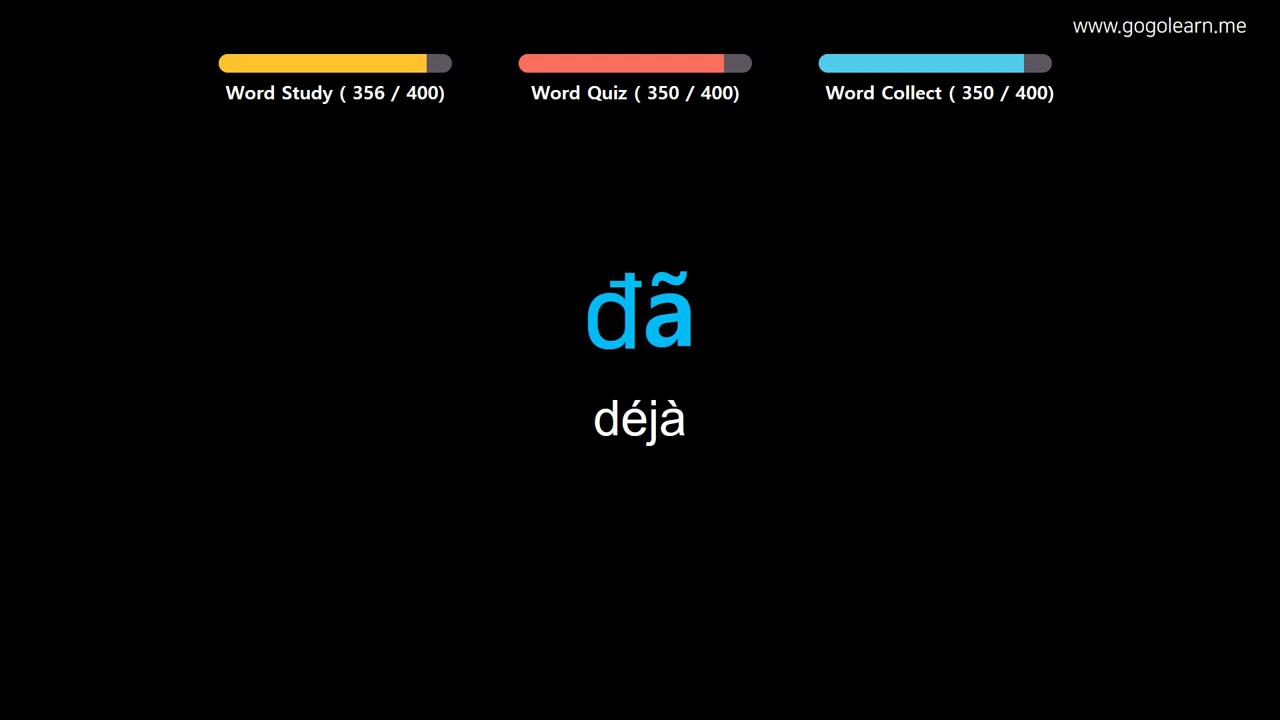 www.gogolearn.me
Word Study ( 356 / 400)
Word Quiz ( 350 / 400)
Word Collect ( 350 / 400)
đã
déjà